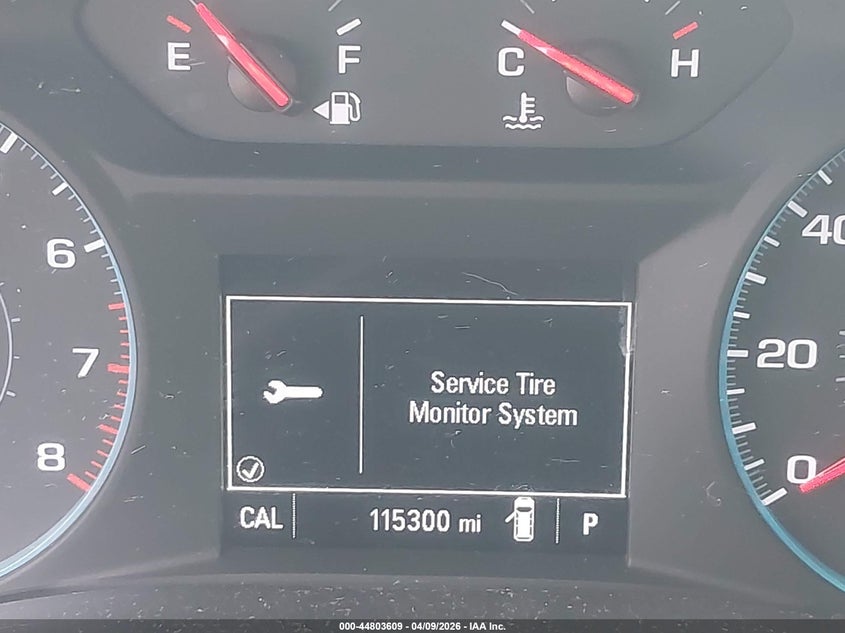 E F C H
6
7
8
40
20
0
Service Tire
Monitor System
CAL 115300 mi P
000-44803609 - 04/09/2026 - IAA Inc.